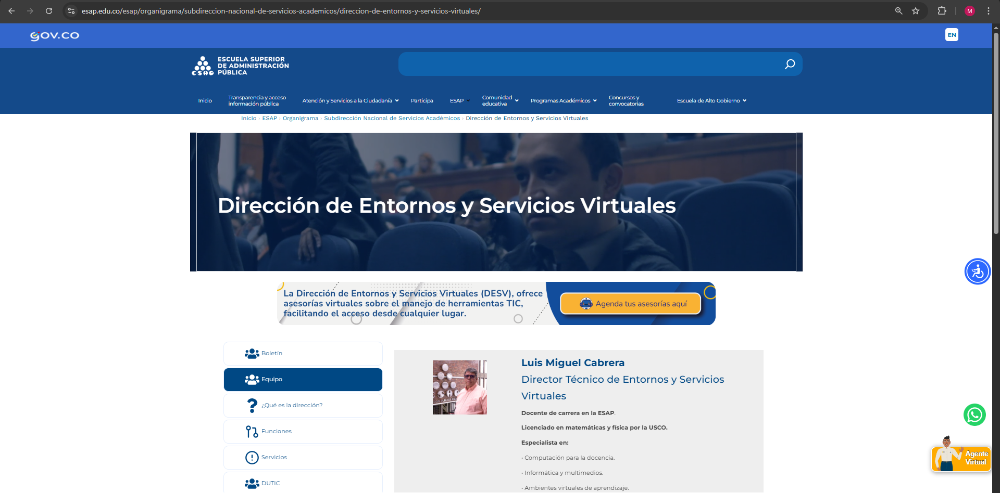 esap.edu.co/esap/organigrama/subdireccion-nacional-de-servicios-academicos/direccion-de-entornos-y-servicios-virtuales/
M
GOV.CO
EN
ESCUELA SUPERIOR
DE ADMINISTRACIÓN
PÚBLICA
ESAP
Inicio
Transparencia y acceso
información pública
Atención y Servicios a la Ciudadanía
Participa
ESAP
Comunidad
educativa
Programas Académicos
Concursos y
convocatorias
Escuela de Alto Gobierno
Inicio › ESAP › Organigrama › Subdirección Nacional de Servicios Académicos › Dirección de Entornos y Servicios Virtuales
Dirección de Entornos y Servicios Virtuales
La Dirección de Entornos y Servicios Virtuales (DESV), ofrece
asesorías virtuales sobre el manejo de herramientas TIC,
facilitando el acceso desde cualquier lugar.
Agenda tus asesorías aquí
Boletín
Equipo
¿Qué es la dirección?
Funciones
Servicios
DUTIC
Luis Miguel Cabrera
Director Técnico de Entornos y Servicios
Virtuales
Docente de carrera en la ESAP.
Licenciado en matemáticas y física por la USCO.
Especialista en:
• Computación para la docencia.
• Informática y multimedios.
• Ambientes virtuales de aprendizaje.
Agente
Virtual